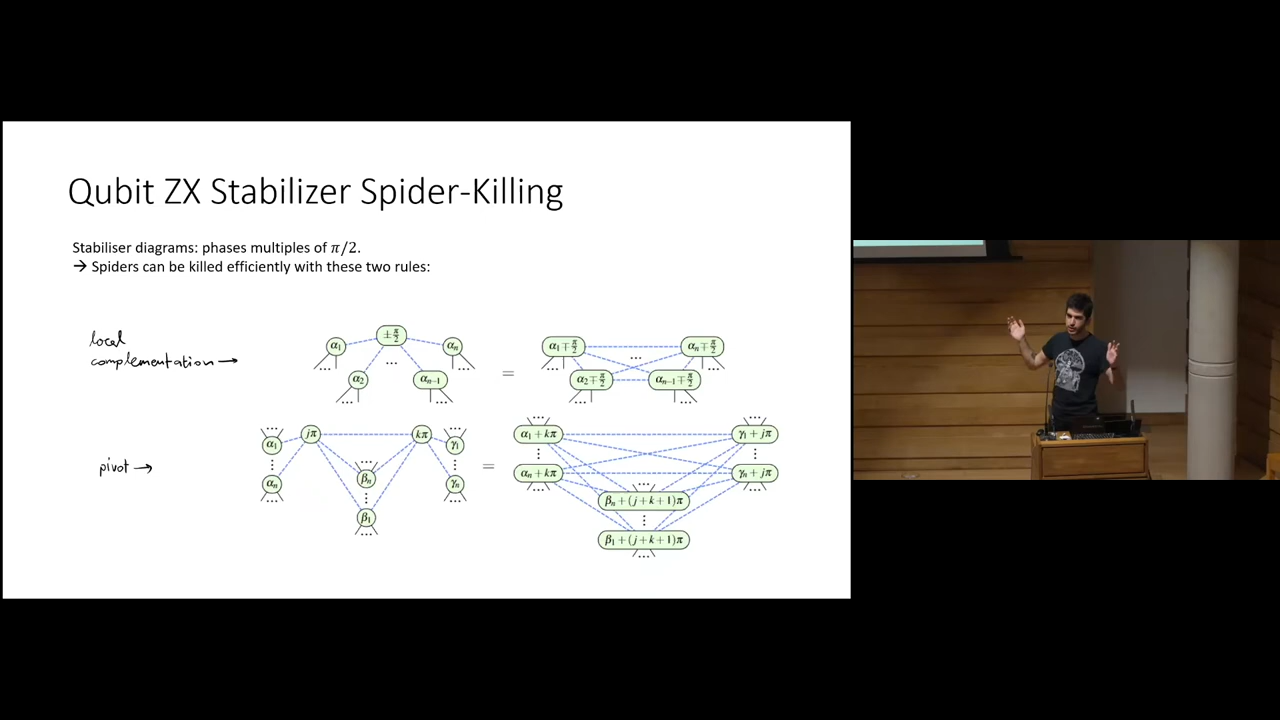 Qubit ZX Stabilizer Spider-Killing
Stabiliser diagrams: phases multiples of π/2.
→ Spiders can be killed efficiently with these two rules:
local
complementation →
α₁ ±π/2 αₙ
...
α₂ αₙ₋₁
... ... ... ...
=
α₁∓π/2 ... αₙ∓π/2
α₂∓π/2 αₙ₋₁∓π/2
... ... ... ...
pivot →
... α₁ jπ kπ γ₁ ...
⋮ ... βₙ ⋮
αₙ ⋮ γₙ
... β₁ ...
...
=
...
α₁+kπ γ₁+jπ
⋮ ⋮
αₙ+kπ γₙ+jπ
... ... ...
βₙ+(j+k+1)π
⋮
β₁+(j+k+1)π
...